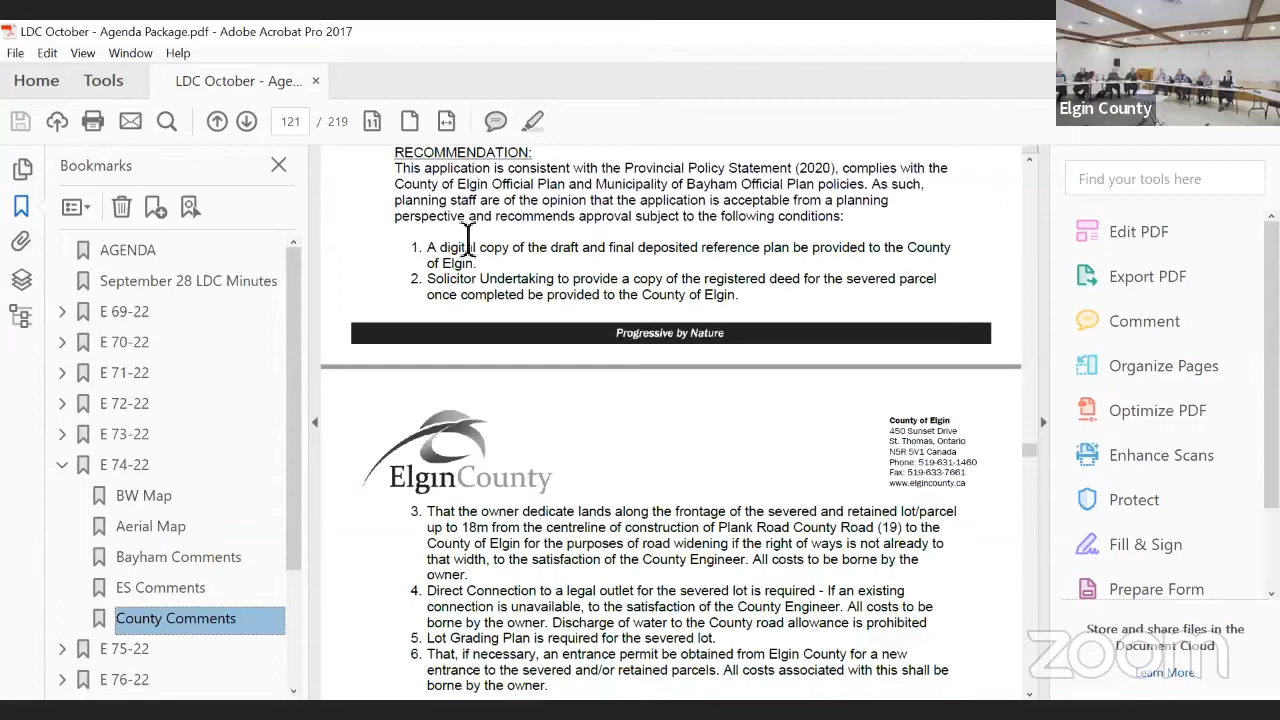 LDC October - Agenda Package.pdf - Adobe Acrobat Pro 2017
File Edit View Window Help
Home Tools LDC October - Age... ×
121 / 219
Elgin County
Bookmarks
AGENDA
September 28 LDC Minutes
E 69-22
E 70-22
E 71-22
E 72-22
E 73-22
E 74-22
BW Map
Aerial Map
Bayham Comments
ES Comments
County Comments
E 75-22
E 76-22
RECOMMENDATION:
This application is consistent with the Provincial Policy Statement (2020), complies with the
County of Elgin Official Plan and Municipality of Bayham Official Plan policies. As such,
planning staff are of the opinion that the application is acceptable from a planning
perspective and recommends approval subject to the following conditions:
1. A digital copy of the draft and final deposited reference plan be provided to the County
of Elgin.
2. Solicitor Undertaking to provide a copy of the registered deed for the severed parcel
once completed be provided to the County of Elgin.
Progressive by Nature
ElginCounty
County of Elgin
450 Sunset Drive
St. Thomas, Ontario
N5R 5V1 Canada
Phone: 519-631-1460
Fax: 519-633-7661
www.elgincounty.ca
3. That the owner dedicate lands along the frontage of the severed and retained lot/parcel
up to 18m from the centreline of construction of Plank Road County Road (19) to the
County of Elgin for the purposes of road widening if the right of ways is not already to
that width, to the satisfaction of the County Engineer. All costs to be borne by the
owner.
4. Direct Connection to a legal outlet for the severed lot is required - If an existing
connection is unavailable, to the satisfaction of the County Engineer. All costs to be
borne by the owner. Discharge of water to the County road allowance is prohibited
5. Lot Grading Plan is required for the severed lot.
6. That, if necessary, an entrance permit be obtained from Elgin County for a new
entrance to the severed and/or retained parcels. All costs associated with this shall be
borne by the owner.
Find your tools here
Edit PDF
Export PDF
Comment
Organize Pages
Optimize PDF
Enhance Scans
Protect
Fill & Sign
Prepare Form
Store and share files in the
Document Cloud
Learn More
zoom